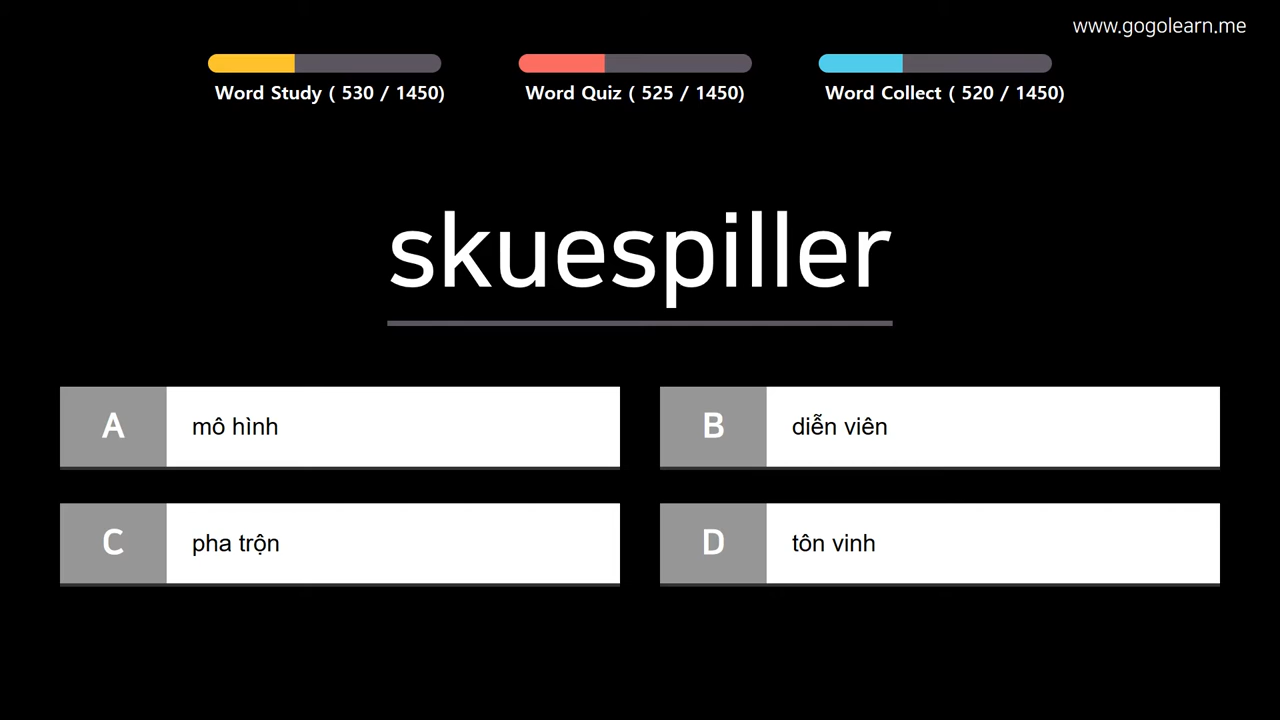 www.gogolearn.me
Word Study ( 530 / 1450)
Word Quiz ( 525 / 1450)
Word Collect ( 520 / 1450)
skuespiller
A
mô hình
B
diễn viên
C
pha trộn
D
tôn vinh